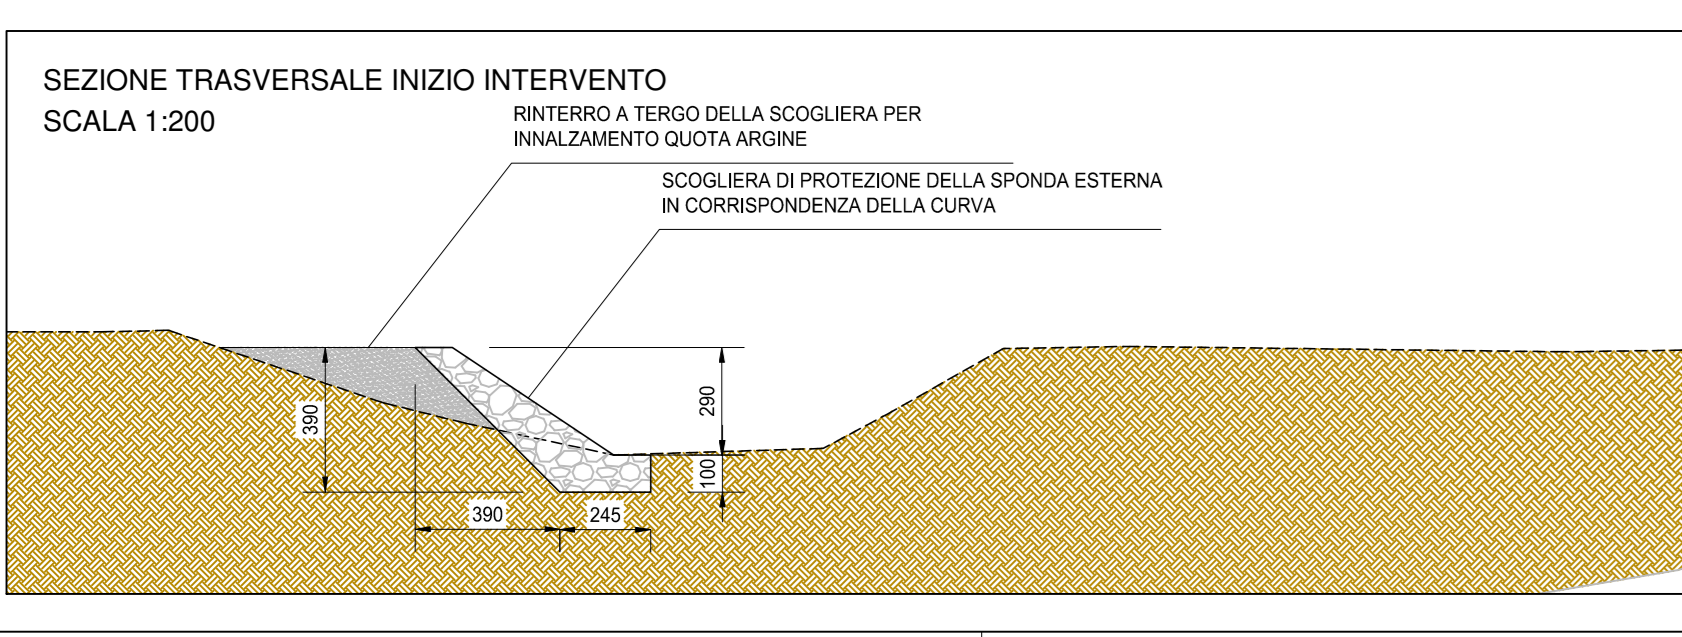 SEZIONE TRASVERSALE INIZIO INTERVENTO
SCALA 1:200
RINTERRO A TERGO DELLA SCOGLIERA PER
INNALZAMENTO QUOTA ARGINE
SCOGLIERA DI PROTEZIONE DELLA SPONDA ESTERNA
IN CORRISPONDENZA DELLA CURVA
390
290
100
390
245